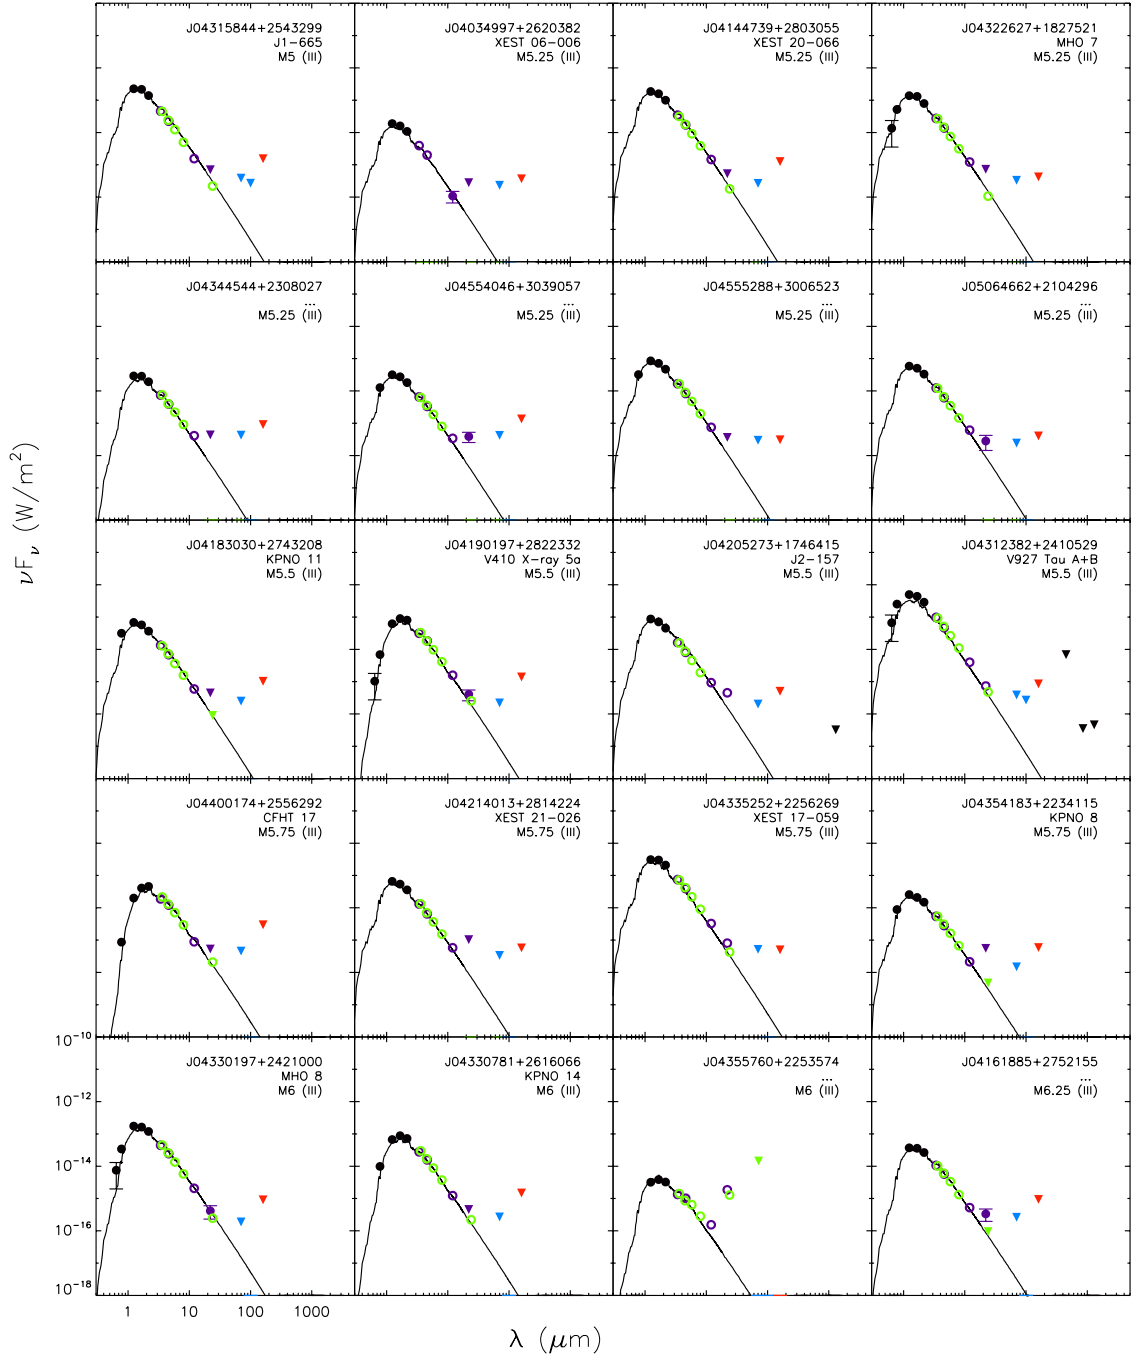 J04315844+2543299
J1-665
M5 (III)
J04034997+2620382
XEST 06-006
M5.25 (III)
J04144739+2803055
XEST 20-066
M5.25 (III)
J04322627+1827521
MHO 7
M5.25 (III)
J04344544+2308027
...
M5.25 (III)
J04554046+3039057
...
M5.25 (III)
J04555288+3006523
...
M5.25 (III)
J05064662+2104296
...
M5.25 (III)
J04183030+2743208
KPNO 11
M5.5 (III)
J04190197+2822332
V410 X-ray 5a
M5.5 (III)
J04205273+1746415
J2-157
M5.5 (III)
J04312382+2410529
V927 Tau A+B
M5.5 (III)
J04400174+2556292
CFHT 17
M5.75 (III)
J04214013+2814224
XEST 21-026
M5.75 (III)
J04335252+2256269
XEST 17-059
M5.75 (III)
J04354183+2234115
KPNO 8
M5.75 (III)
J04330197+2421000
MHO 8
M6 (III)
J04330781+2616066
KPNO 14
M6 (III)
J04355760+2253574
...
M6 (III)
J04161885+2752155
...
M6.25 (III)
νFν (W/m²)
10⁻¹⁰
10⁻¹²
10⁻¹⁴
10⁻¹⁶
10⁻¹⁸
1 10 100 1000
λ (μm)